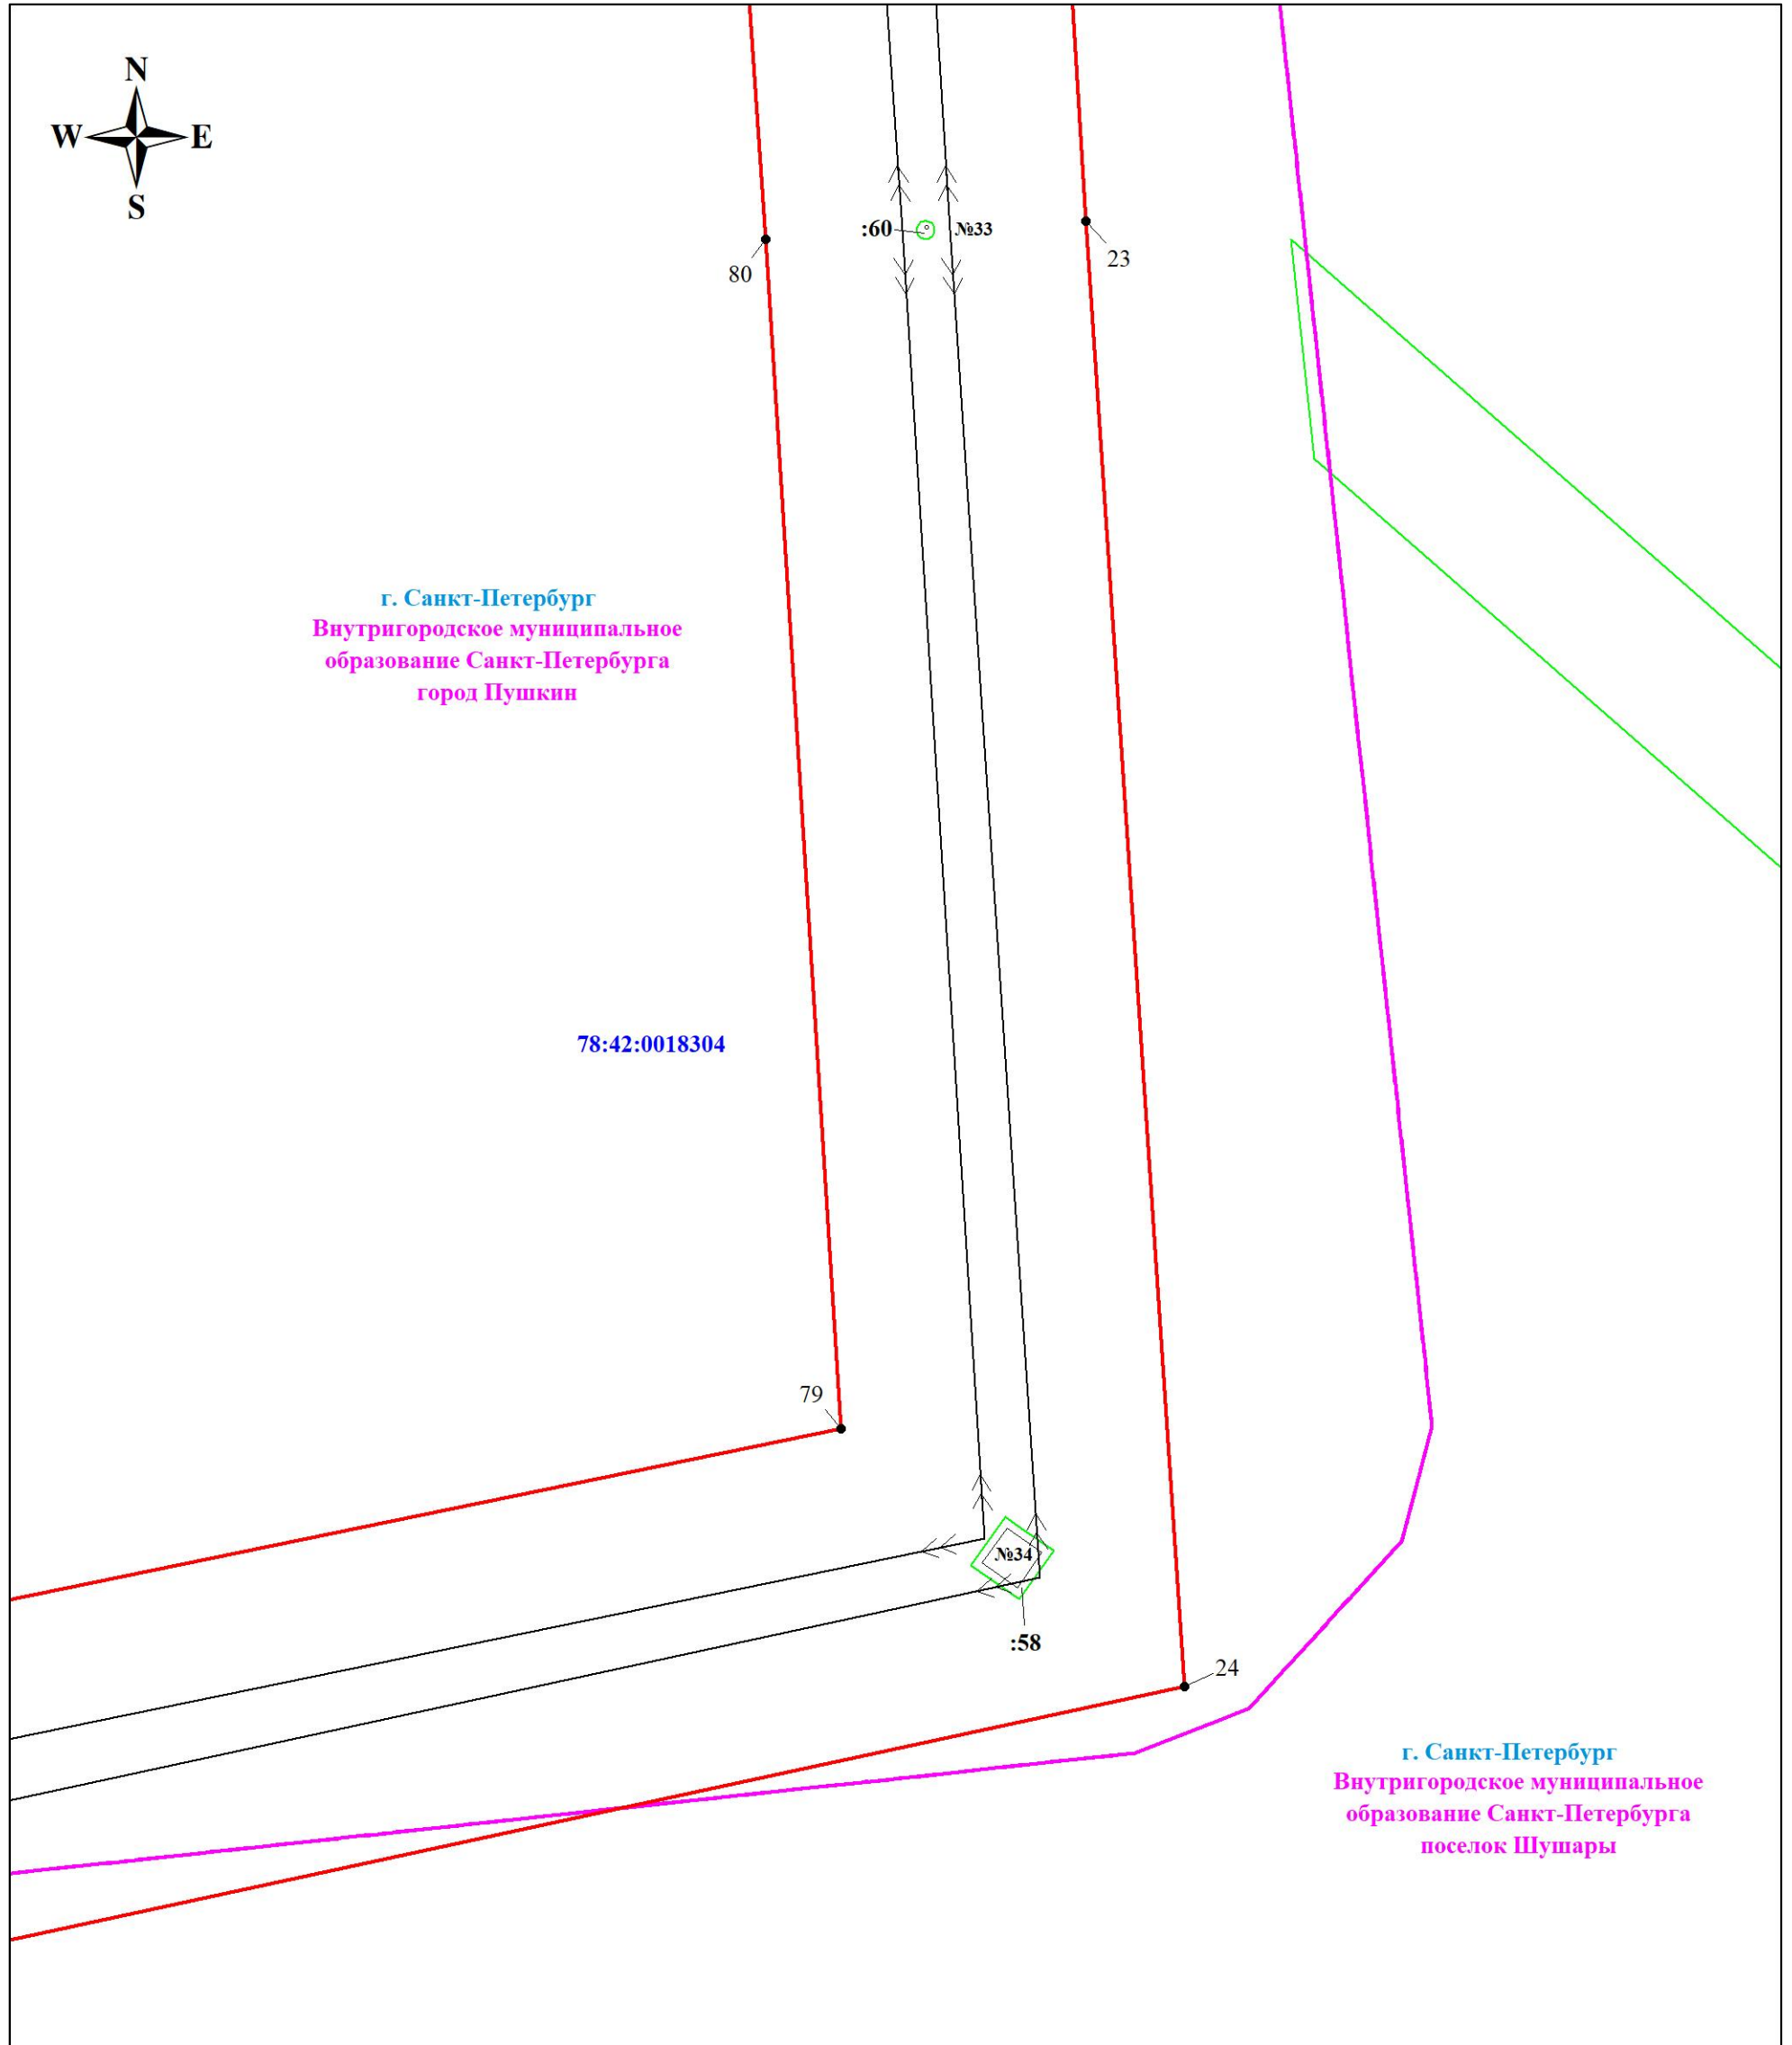 N
W E
S
:60 №33
80
23
г. Санкт-Петербург
Внутригородское муниципальное
образование Санкт-Петербурга
город Пушкин
78:42:0018304
79
№34
:58
24
г. Санкт-Петербург
Внутригородское муниципальное
образование Санкт-Петербурга
поселок Шушары